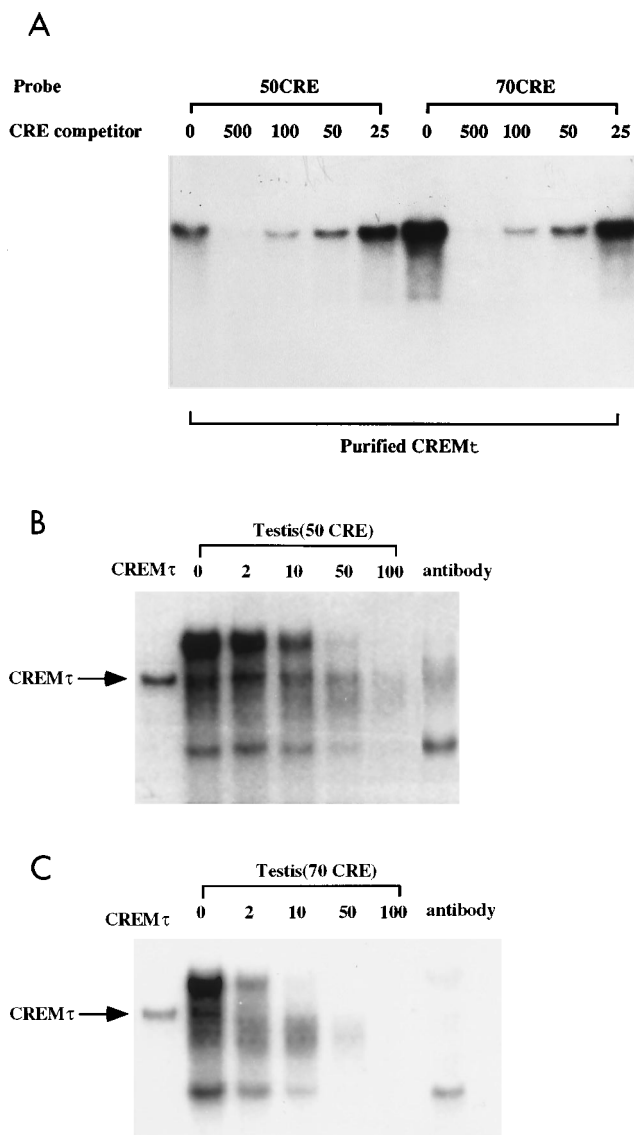 A
Probe 50CRE 70CRE
CRE competitor 0 500 100 50 25 0 500 100 50 25
Purified CREMτ
B
Testis(50 CRE)
CREMτ 0 2 10 50 100 antibody
CREMτ
C
Testis(70 CRE)
CREMτ 0 2 10 50 100 antibody
CREMτ